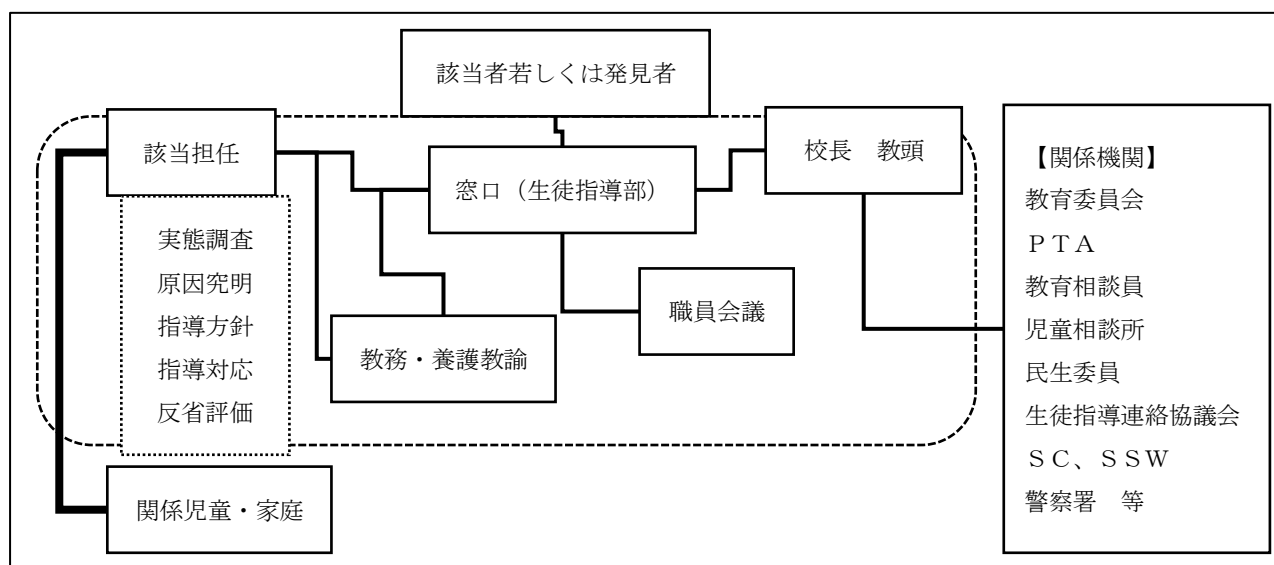 該当者若しくは発見者
該当担任
窓口（生徒指導部）
校長　教頭
実態調査
原因究明
指導方針
指導対応
反省評価
教務・養護教諭
職員会議
関係児童・家庭
【関係機関】
教育委員会
ＰＴＡ
教育相談員
児童相談所
民生委員
生徒指導連絡協議会
ＳＣ、ＳＳＷ
警察署　等